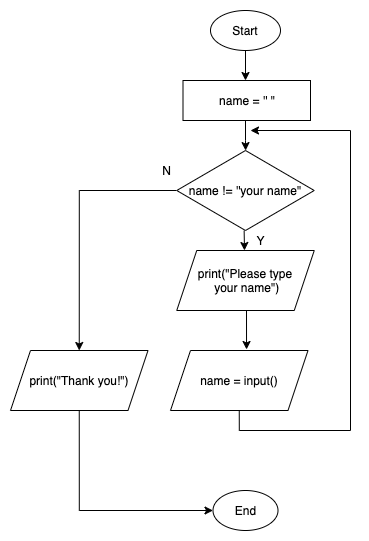 Start
name = " "
N
name != "your name"
Y
print("Please type
your name")
print("Thank you!")
name = input()
End